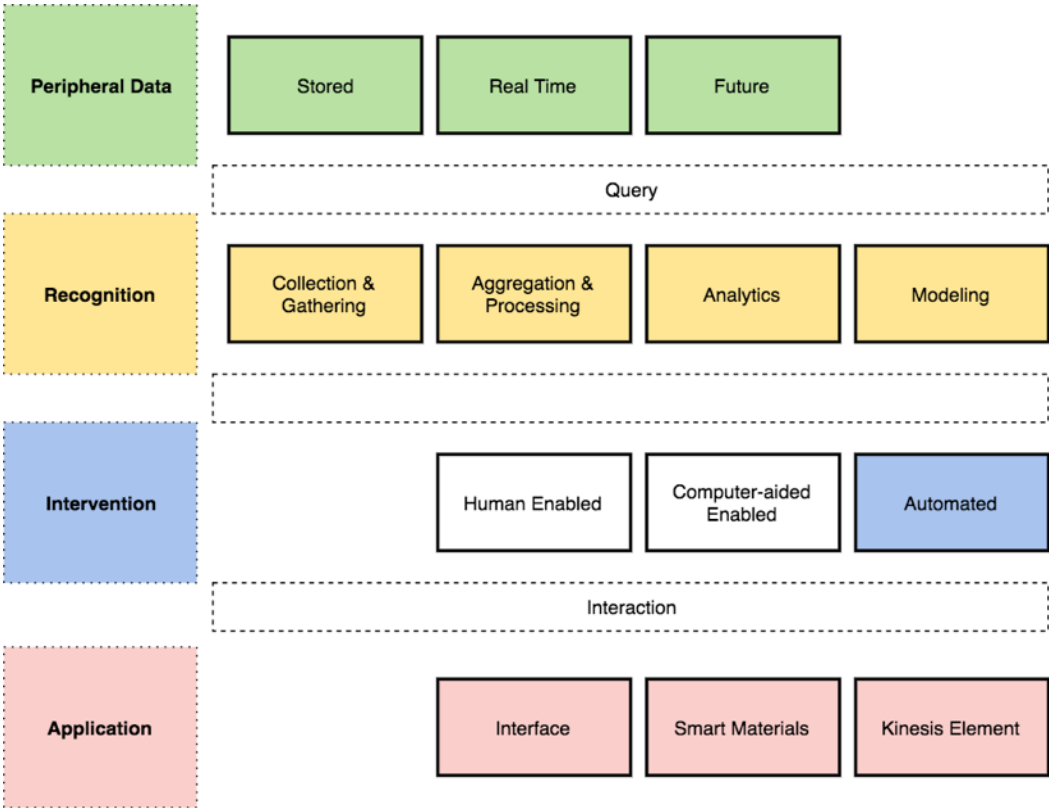 Peripheral Data
Stored
Real Time
Future
Query
Recognition
Collection &
Gathering
Aggregation &
Processing
Analytics
Modeling
Intervention
Human Enabled
Computer-aided
Enabled
Automated
Interaction
Application
Interface
Smart Materials
Kinesis Element